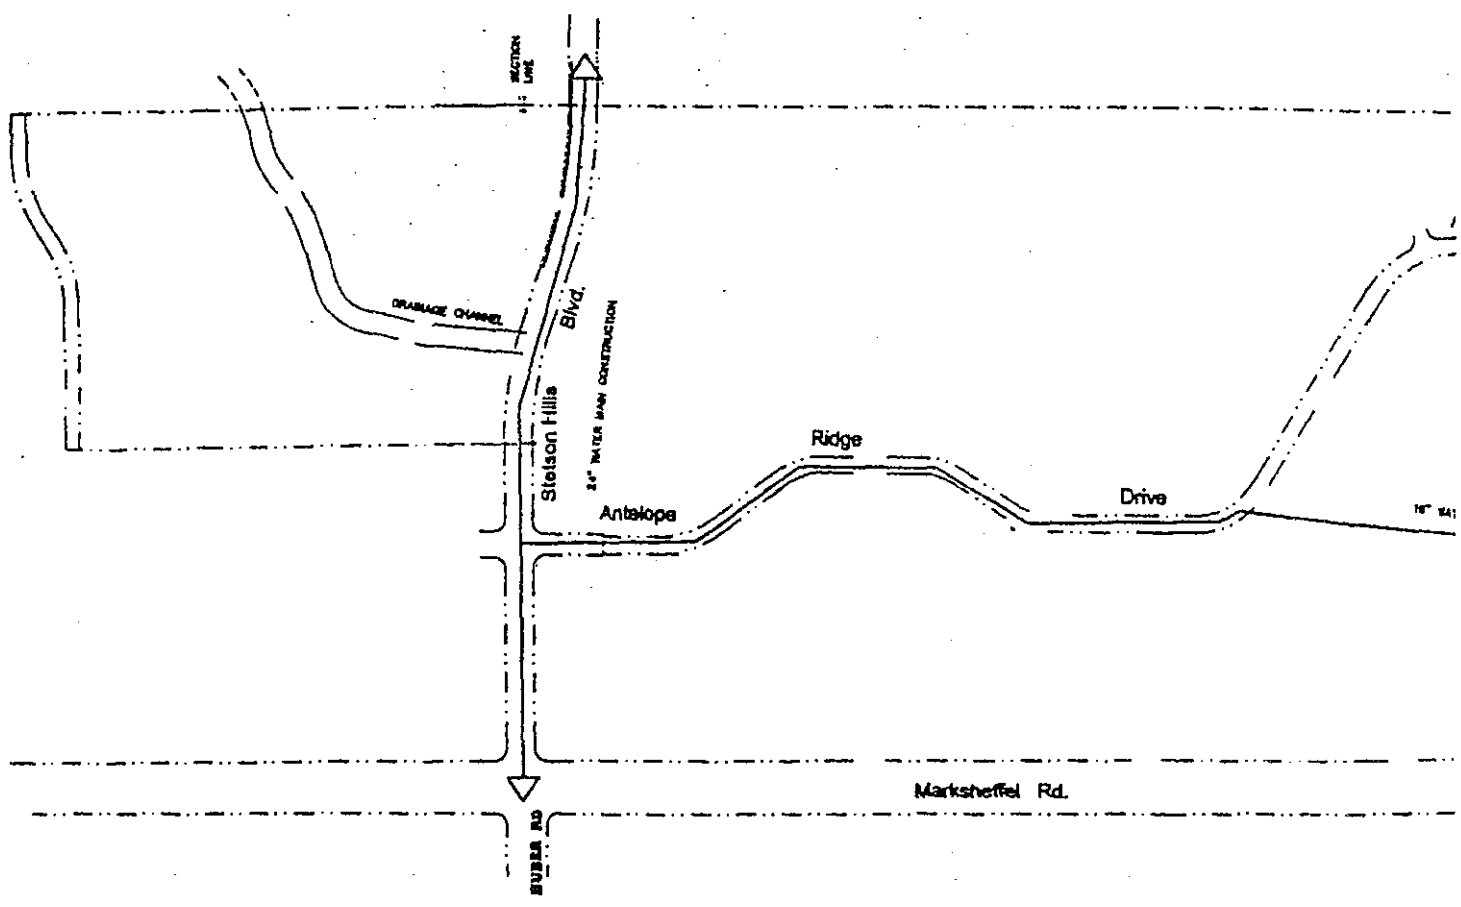 SECTION
LINE
DRAINAGE CHANNEL
Blvd.
Stetson Hills
24" WATER MAIN CONSTRUCTION
Ridge
Antelope
Drive
Marksheffel Rd.
HUBER RD